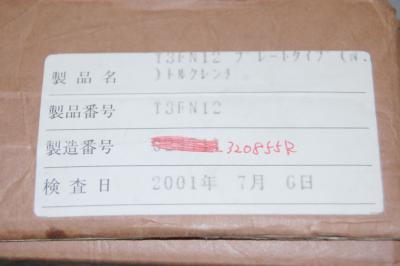 T3FN12 プレートタイプ (N.
製品名 )トルクレンチ
製品番号 T3FN12
製造番号 320855R
検査日 2001年 7月 6日